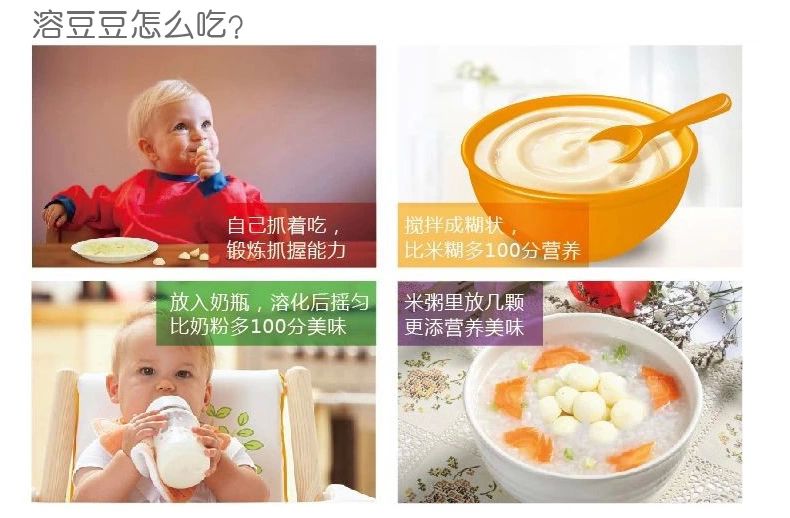 溶豆豆怎么吃?
自己抓着吃，
锻炼抓握能力
搅拌成糊状，
比米糊多100分营养
放入奶瓶，溶化后摇匀
比奶粉多100分美味
米粥里放几颗
更添营养美味